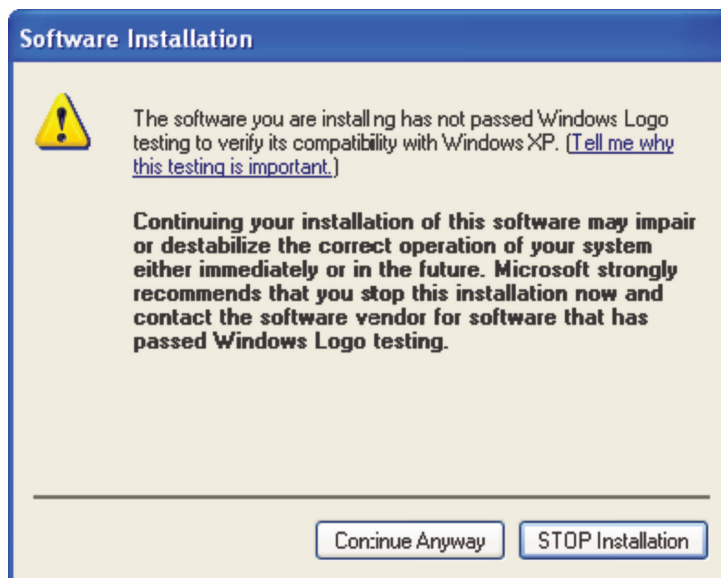 Software Installation
The software you are installing has not passed Windows Logo
testing to verify its compatibility with Windows XP. (Tell me why
this testing is important.)
Continuing your installation of this software may impair
or destabilize the correct operation of your system
either immediately or in the future. Microsoft strongly
recommends that you stop this installation now and
contact the software vendor for software that has
passed Windows Logo testing.
Continue Anyway
STOP Installation